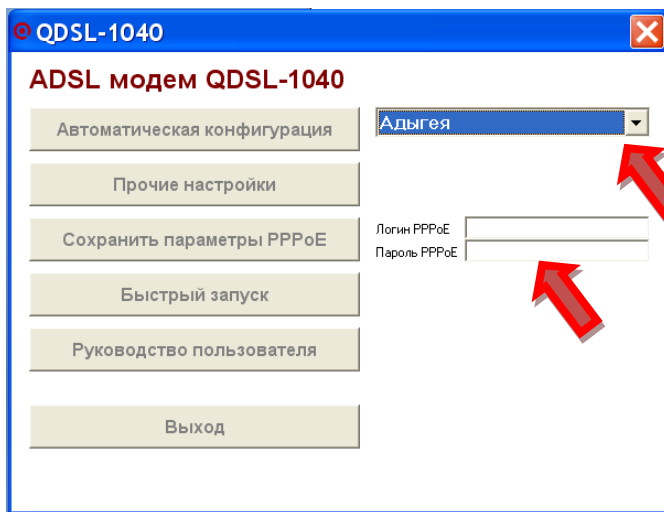 QDSL-1040
ADSL модем QDSL-1040
Автоматическая конфигурация
Адыгея
Прочие настройки
Сохранить параметры PPPoE
Логин PPPoE
Пароль PPPoE
Быстрый запуск
Руководство пользователя
Выход